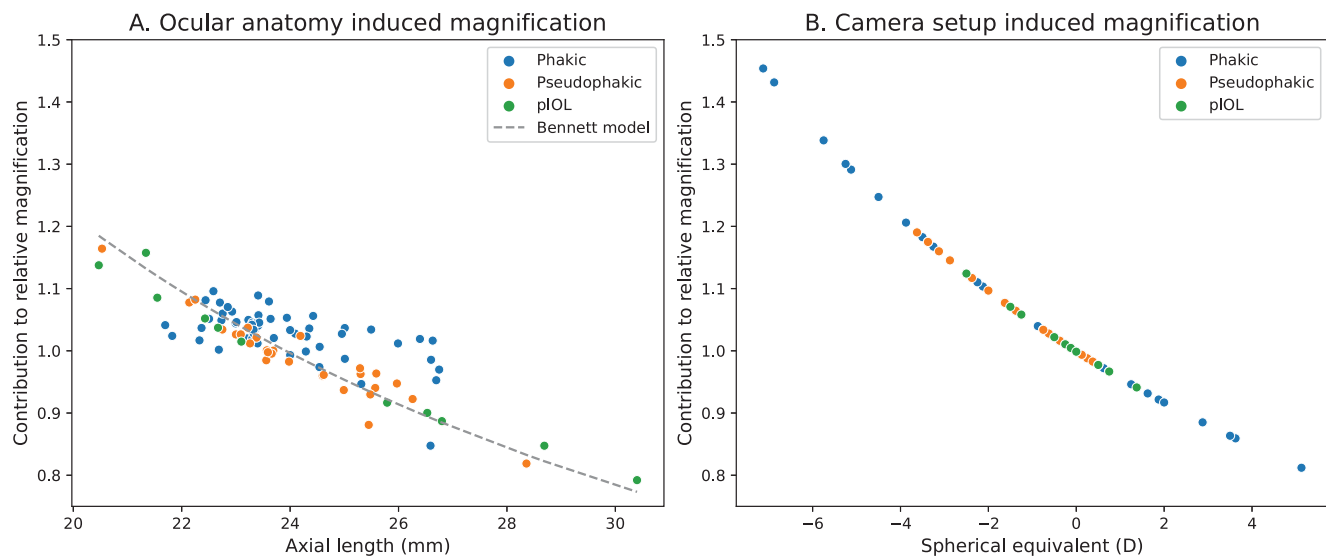 A. Ocular anatomy induced magnification
1.5
1.4
1.3
1.2
1.1
1.0
0.9
0.8
Contribution to relative magnification
Phakic
Pseudophakic
pIOL
Bennett model
20
22
24
26
28
30
Axial length (mm)
B. Camera setup induced magnification
1.5
1.4
1.3
1.2
1.1
1.0
0.9
0.8
Contribution to relative magnification
Phakic
Pseudophakic
pIOL
−6
−4
−2
0
2
4
Spherical equivalent (D)